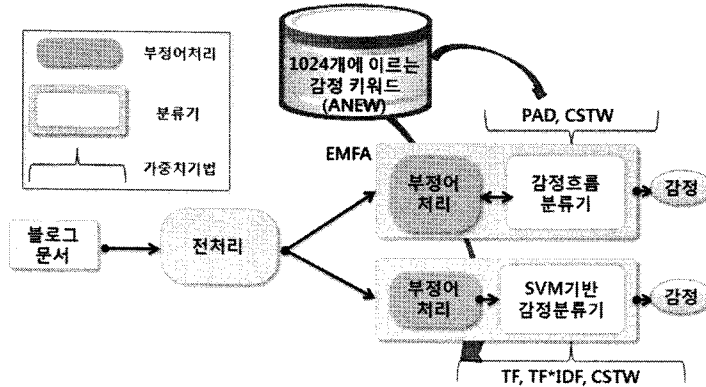 부정어처리
분류기
가중치기법
1024개에 이르는
감정 키워드
(ANEW)
PAD, CSTW
EMFA
부정어
처리
감정흐름
분류기
감정
블로그
문서
전처리
부정어
처리
SVM기반
감정분류기
감정
TF, TF*IDF, CSTW